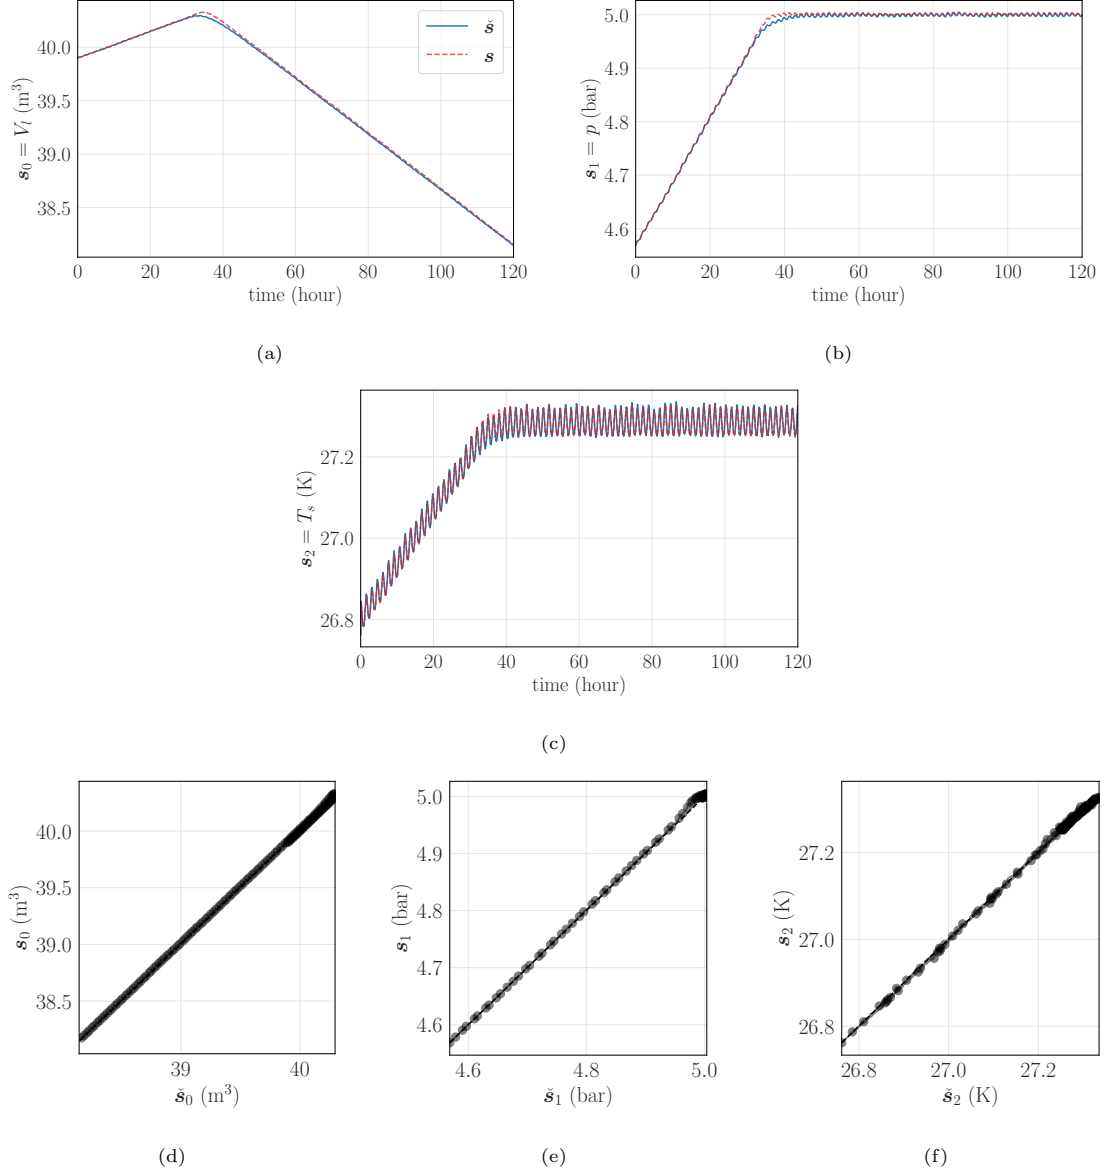 40.0
39.5
39.0
38.5
𝒔₀ = V_l (m³)
0 20 40 60 80 100 120
time (hour)
š
𝒔
(a)
5.0
4.9
4.8
4.7
4.6
𝒔₁ = p (bar)
0 20 40 60 80 100 120
time (hour)
(b)
27.2
27.0
26.8
𝒔₂ = T_s (K)
0 20 40 60 80 100 120
time (hour)
(c)
40.0
39.5
39.0
38.5
𝒔₀ (m³)
39 40
š₀ (m³)
(d)
5.0
4.9
4.8
4.7
4.6
𝒔₁ (bar)
4.6 4.8 5.0
š₁ (bar)
(e)
27.2
27.0
26.8
𝒔₂ (K)
26.8 27.0 27.2
š₂ (K)
(f)